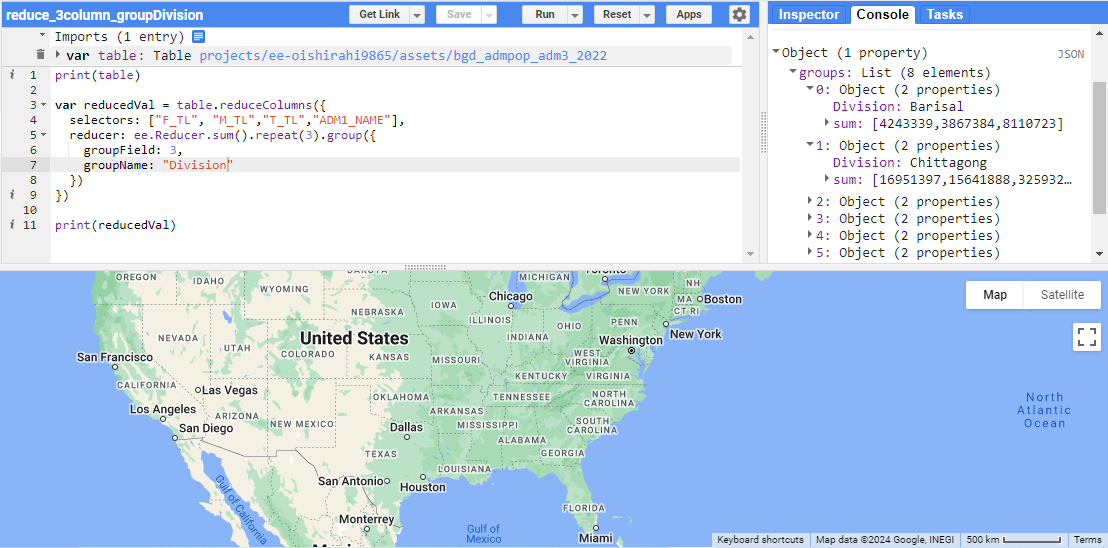 reduce_3column_groupDivision
Get Link
Save
Run
Reset
Apps
Imports (1 entry)
var table: Table projects/ee-oishirahi9865/assets/bgd_admpop_adm3_2022
i 1 print(table)
2
3 var reducedVal = table.reduceColumns({
4 selectors: ["F_TL", "M_TL","T_TL","ADM1_NAME"],
5 reducer: ee.Reducer.sum().repeat(3).group({
6 groupField: 3,
7 groupName: "Division"
8 })
i 9 })
10
i 11 print(reducedVal)
Inspector
Console
Tasks
Object (1 property)
JSON
groups: List (8 elements)
0: Object (2 properties)
Division: Barisal
sum: [4243339,3867384,8110723]
1: Object (2 properties)
Division: Chittagong
sum: [16951397,15641888,325932…
2: Object (2 properties)
3: Object (2 properties)
4: Object (2 properties)
5: Object (2 properties)
Map
Satellite
OREGON
IDAHO
WYOMING
NEBRASKA
IOWA
Chicago
MICHIGAN
Toronto
NEW YORK
NH
MA
Boston
CT RI
ILLINOIS
INDIANA
OHIO
PENN
New York
NEVADA
UTAH
COLORADO
United States
KANSAS
MISSOURI
WEST
VIRGINIA
Washington
San Francisco
CALIFORNIA
Las Vegas
KENTUCKY
VIRGINIA
OKLAHOMA
TENNESSEE
NORTH
CAROLINA
Los Angeles
San Diego
ARIZONA
NEW MEXICO
ARKANSAS
MISSISSIPPI
SOUTH
CAROLINA
Dallas
ALABAMA
GEORGIA
TEXAS
LOUISIANA
San Antonio
Houston
Gulf of
California
FLORIDA
Monterrey
Gulf of
Mexico
Miami
North
Atlantic
Ocean
Keyboard shortcuts
Map data ©2024 Google, INEGI
500 km
Terms